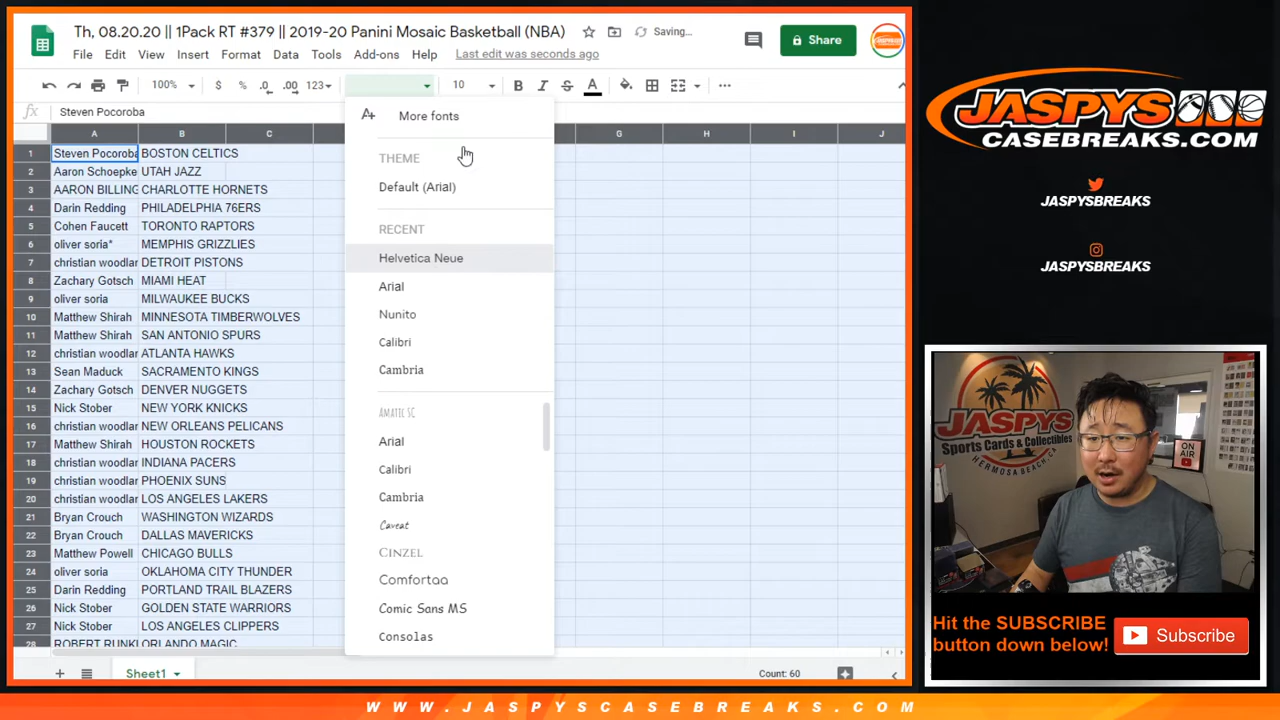 Th, 08.20.20 || 1Pack RT #379 || 2019-20 Panini Mosaic Basketball (NBA) Saving...
File Edit View Insert Format Data Tools Add-ons Help Last edit was seconds ago
Share
100% $ % .0 .00 123 10 B I S A
fx Steven Pocoroba
More fonts
THEME
Default (Arial)
RECENT
Helvetica Neue
Arial
Nunito
Calibri
Cambria
AMATIC SC
Arial
Calibri
Cambria
Caveat
CINZEL
Comfortaa
Comic Sans MS
Consolas
A B C G H I J
1 Steven Pocoroba BOSTON CELTICS
2 Aaron Schoepke UTAH JAZZ
3 AARON BILLING CHARLOTTE HORNETS
4 Darin Redding PHILADELPHIA 76ERS
5 Cohen Faucett TORONTO RAPTORS
6 oliver soria* MEMPHIS GRIZZLIES
7 christian woodlar DETROIT PISTONS
8 Zachary Gotsch MIAMI HEAT
9 oliver soria MILWAUKEE BUCKS
10 Matthew Shirah MINNESOTA TIMBERWOLVES
11 Matthew Shirah SAN ANTONIO SPURS
12 christian woodlar ATLANTA HAWKS
13 Sean Maduck SACRAMENTO KINGS
14 Zachary Gotsch DENVER NUGGETS
15 Nick Stober NEW YORK KNICKS
16 christian woodlar NEW ORLEANS PELICANS
17 Matthew Shirah HOUSTON ROCKETS
18 christian woodlar INDIANA PACERS
19 christian woodlar PHOENIX SUNS
20 christian woodlar LOS ANGELES LAKERS
21 Bryan Crouch WASHINGTON WIZARDS
22 Bryan Crouch DALLAS MAVERICKS
23 Matthew Powell CHICAGO BULLS
24 oliver soria OKLAHOMA CITY THUNDER
25 Darin Redding PORTLAND TRAIL BLAZERS
26 Nick Stober GOLDEN STATE WARRIORS
27 Nick Stober LOS ANGELES CLIPPERS
28 ROBERT RUNKL ORLANDO MAGIC
Sheet1
Count: 60
JASPYS
CASEBREAKS.COM
JASPYSBREAKS
JASPYSBREAKS
JASPYS
Sports Cards & Collectibles
HERMOSA BEACH, CA
ON
AIR
Hit the SUBSCRIBE
button down below!
Subscribe
WWW.JASPYSCASEBREAKS.COM